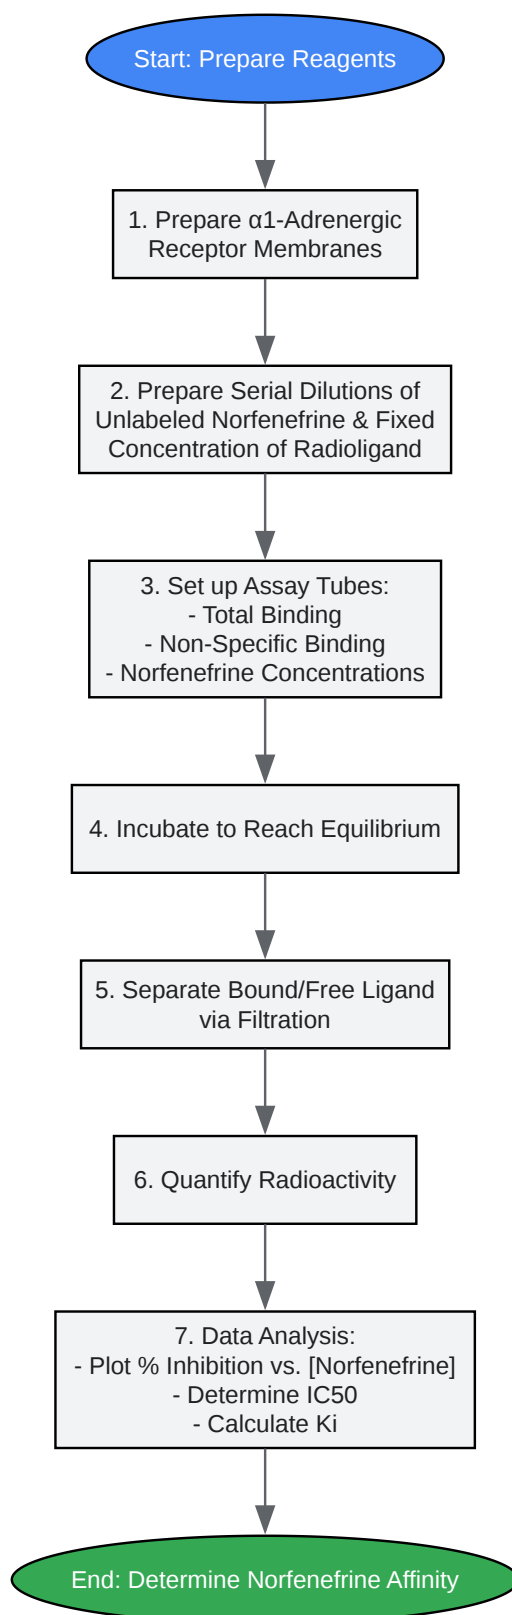 Start: Prepare Reagents
1. Prepare α1-Adrenergic
Receptor Membranes
2. Prepare Serial Dilutions of
Unlabeled Norfenefrine & Fixed
Concentration of Radioligand
3. Set up Assay Tubes:
- Total Binding
- Non-Specific Binding
- Norfenefrine Concentrations
4. Incubate to Reach Equilibrium
5. Separate Bound/Free Ligand
via Filtration
6. Quantify Radioactivity
7. Data Analysis:
- Plot % Inhibition vs. [Norfenefrine]
- Determine IC50
- Calculate Ki
End: Determine Norfenefrine Affinity